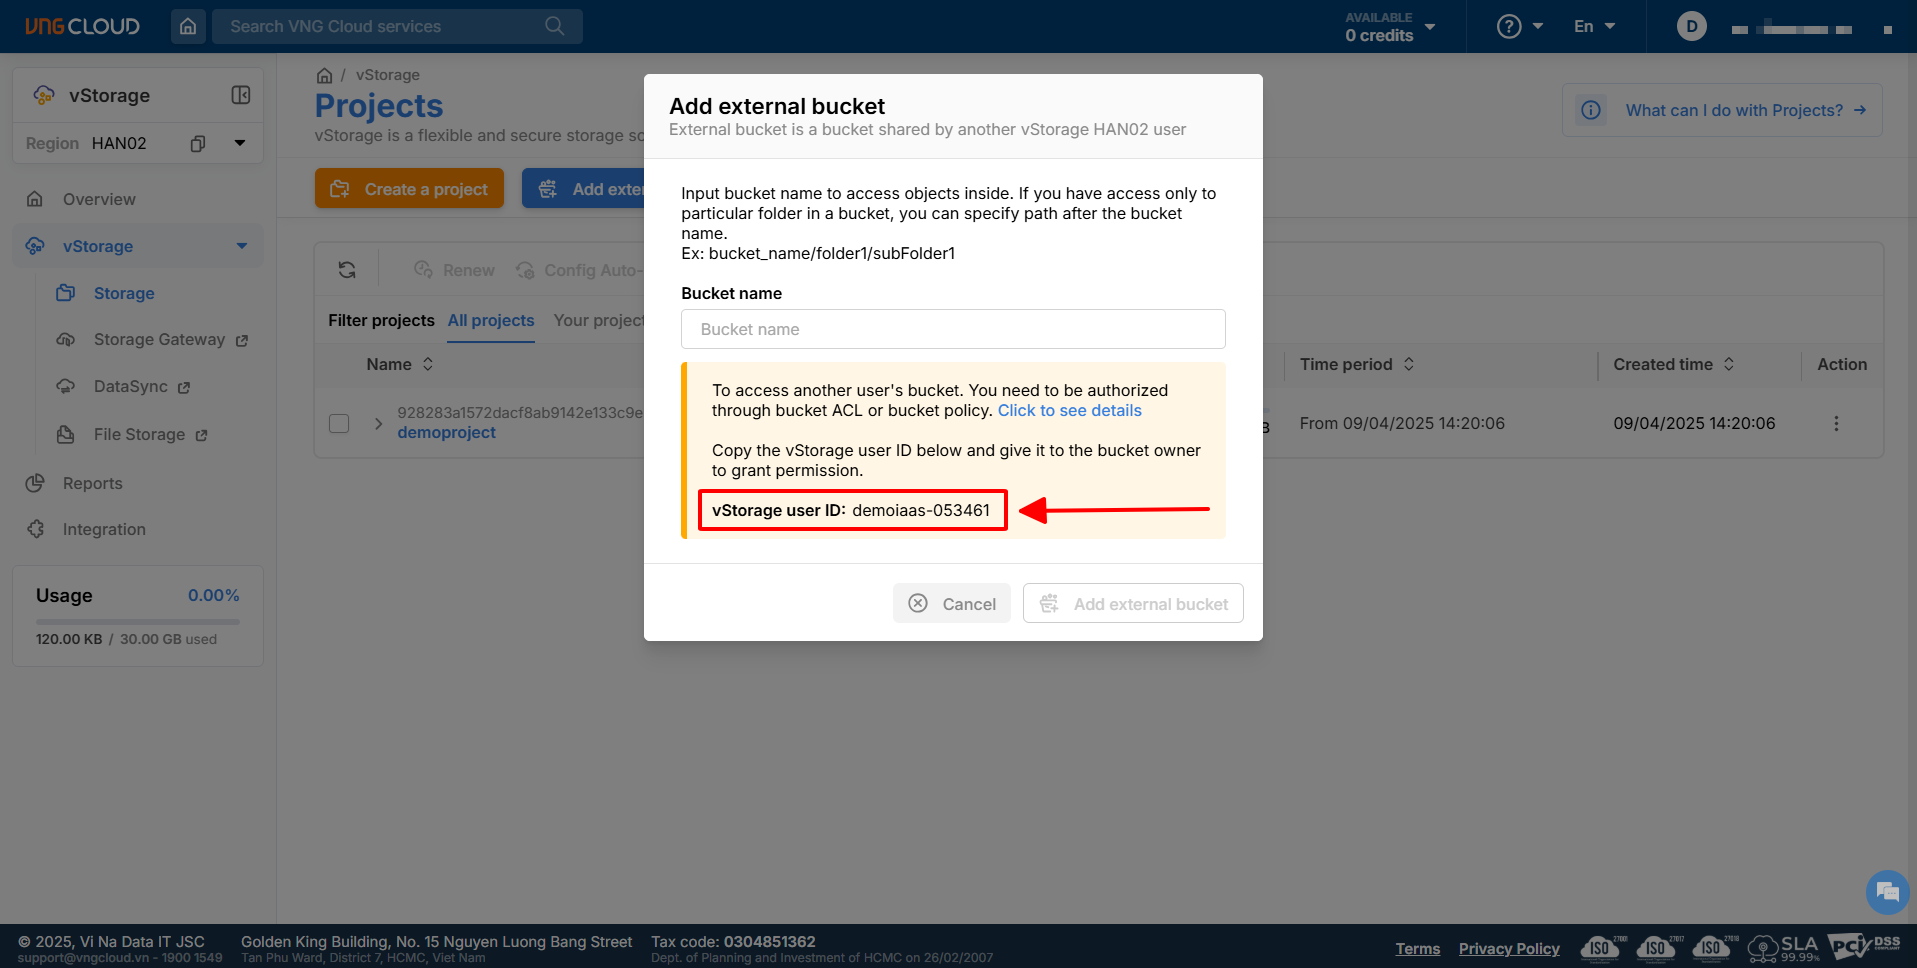 VNG CLOUD
Search VNG Cloud services
AVAILABLE
0 credits
En
D
vStorage
Region HAN02
Overview
vStorage
Storage
Storage Gateway
DataSync
File Storage
Reports
Integration
Usage 0.00%
120.00 KB / 30.00 GB used
/ vStorage
Projects
vStorage is a flexible and secure storage so
What can I do with Projects?
Create a project
Add exter
Renew
Config Auto-
Filter projects
All projects
Your project
Name
Time period
Created time
Action
928283a1572dacf8ab9142e133c9e
demoproject
B
From 09/04/2025 14:20:06
09/04/2025 14:20:06
Add external bucket
External bucket is a bucket shared by another vStorage HAN02 user
Input bucket name to access objects inside. If you have access only to
particular folder in a bucket, you can specify path after the bucket
name.
Ex: bucket_name/folder1/subFolder1
Bucket name
Bucket name
To access another user's bucket. You need to be authorized
through bucket ACL or bucket policy. Click to see details
Copy the vStorage user ID below and give it to the bucket owner
to grant permission.
vStorage user ID: demoiaas-053461
Cancel
Add external bucket
© 2025, Vi Na Data IT JSC
support@vngcloud.vn - 1900 1549
Golden King Building, No. 15 Nguyen Luong Bang Street
Tan Phu Ward, District 7, HCMC, Viet Nam
Tax code: 0304851362
Dept. of Planning and Investment of HCMC on 26/02/2007
Terms
Privacy Policy
ISO 27001
ISO 27017
ISO
SLA
99.99%
PCI DSS
COMPLIANT